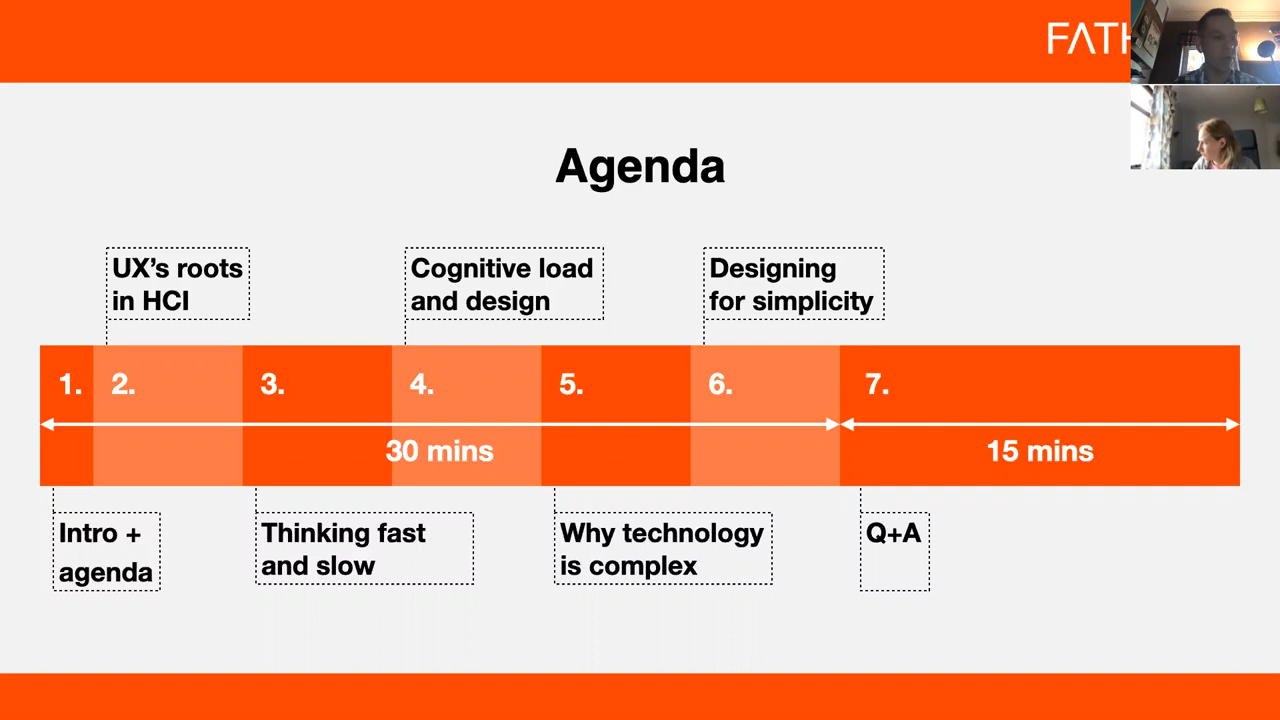 Agenda
UX's roots
in HCI
Cognitive load
and design
Designing
for simplicity
1.
2.
3.
4.
5.
6.
7.
30 mins
15 mins
Intro +
agenda
Thinking fast
and slow
Why technology
is complex
Q+A